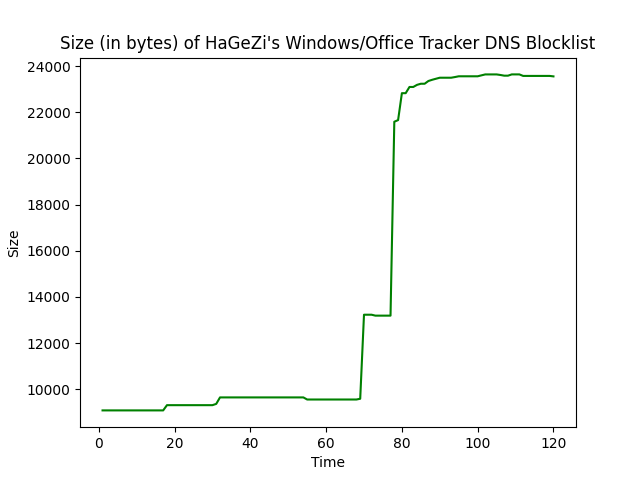 Size (in bytes) of HaGeZi's Windows/Office Tracker DNS Blocklist
24000
22000
20000
18000
16000
14000
12000
10000
Size
0 20 40 60 80 100 120
Time